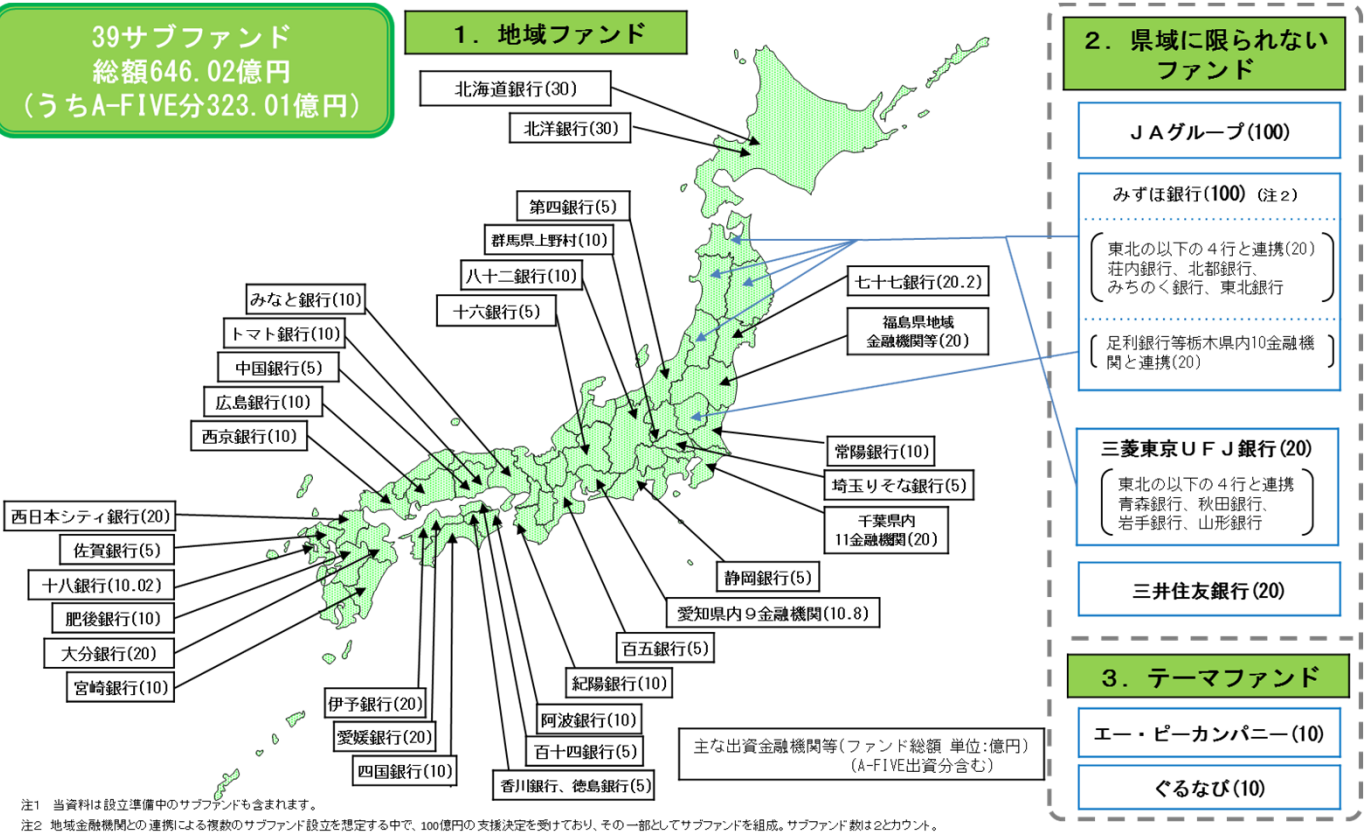 39サブファンド
総額646.02億円
(うちA-FIVE分323.01億円)
1. 地域ファンド
北海道銀行(30)
北洋銀行(30)
第四銀行(5)
群馬県上野村(10)
八十二銀行(10)
十六銀行(5)
みなと銀行(10)
トマト銀行(10)
中国銀行(5)
広島銀行(10)
西京銀行(10)
西日本シティ銀行(20)
佐賀銀行(5)
十八銀行(10.02)
肥後銀行(10)
大分銀行(20)
宮崎銀行(10)
伊予銀行(20)
愛媛銀行(20)
四国銀行(10)
七十七銀行(20.2)
福島県地域
金融機関等(20)
常陽銀行(10)
埼玉りそな銀行(5)
千葉県内
11金融機関(20)
静岡銀行(5)
愛知県内9金融機関(10.8)
百五銀行(5)
紀陽銀行(10)
阿波銀行(10)
百十四銀行(5)
香川銀行、徳島銀行(5)
主な出資金融機関等(ファンド総額 単位:億円)
(A-FIVE出資分含む)
2. 県域に限られない
ファンド
JAグループ(100)
みずほ銀行(100) (注2)
東北の以下の4行と連携(20)
荘内銀行、北都銀行、
みちのく銀行、東北銀行
足利銀行等栃木県内10金融機
関と連携(20)
三菱東京UFJ銀行(20)
東北の以下の4行と連携
青森銀行、秋田銀行、
岩手銀行、山形銀行
三井住友銀行(20)
3. テーマファンド
エー・ピーカンパニー(10)
ぐるなび(10)
注1 当資料は設立準備中のサブファンドも含まれます。
注2 地域金融機関との連携による複数のサブファンド設立を想定する中で、100億円の支援決定を受けており、その一部としてサブファンドを組成。サブファンド数は2とカウント。